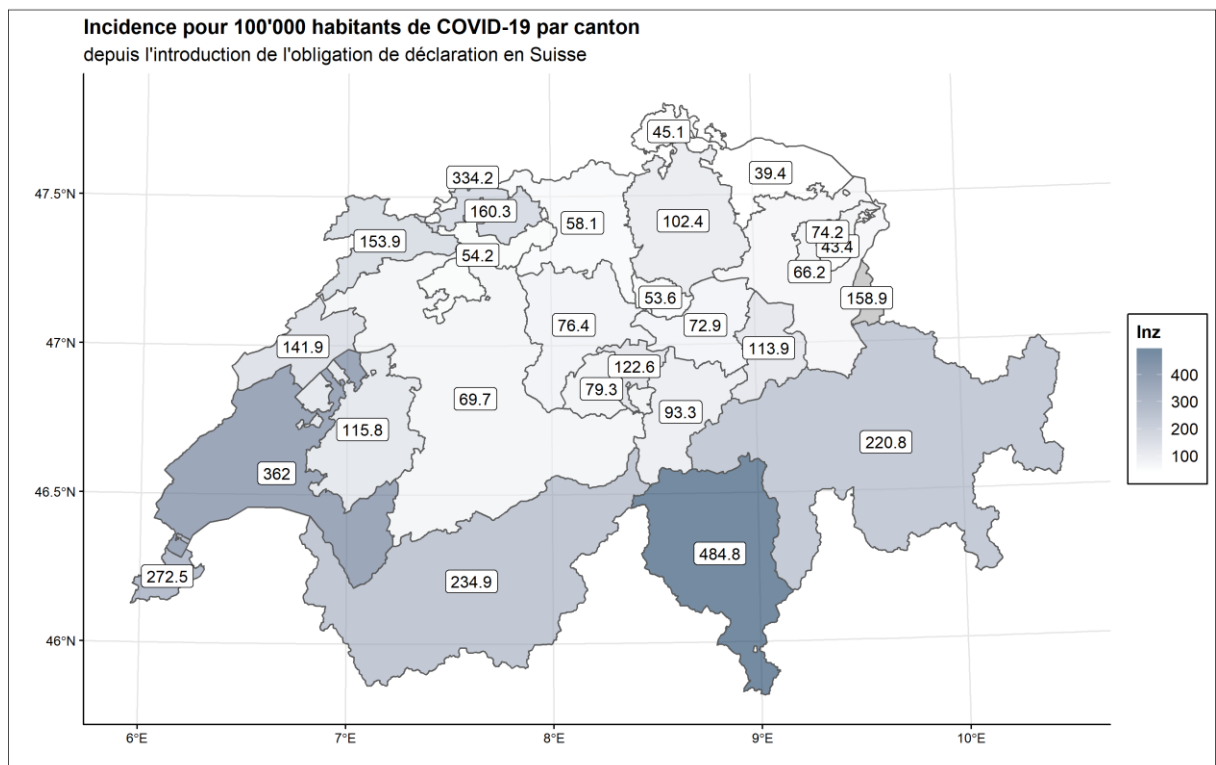 Incidence pour 100'000 habitants de COVID-19 par canton
depuis l'introduction de l'obligation de déclaration en Suisse
45.1
39.4
334.2
160.3
58.1
102.4
74.2
43.4
153.9
54.2
66.2
53.6
158.9
76.4
72.9
141.9
113.9
122.6
79.3
69.7
93.3
115.8
220.8
362
484.8
272.5
234.9
47.5°N
47°N
46.5°N
46°N
6°E
7°E
8°E
9°E
10°E
Inz
400
300
200
100